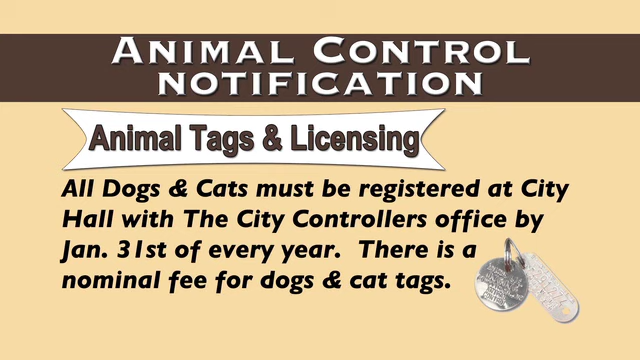 ANIMAL CONTROL
NOTIFICATION
Animal Tags & Licensing
All Dogs & Cats must be registered at City
Hall with The City Controllers office by
Jan. 31st of every year.  There is a
nominal fee for dogs & cat tags.